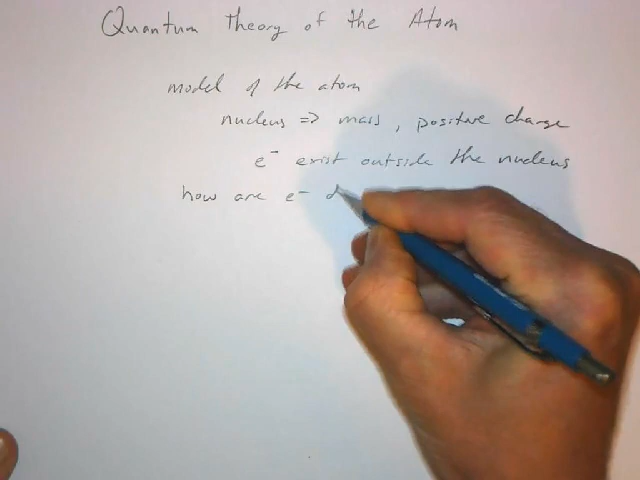 Quantum Theory of the Atom
model of the atom
nucleus => mass, positive charge
e⁻ exist outside the nucleus
how are e⁻ d